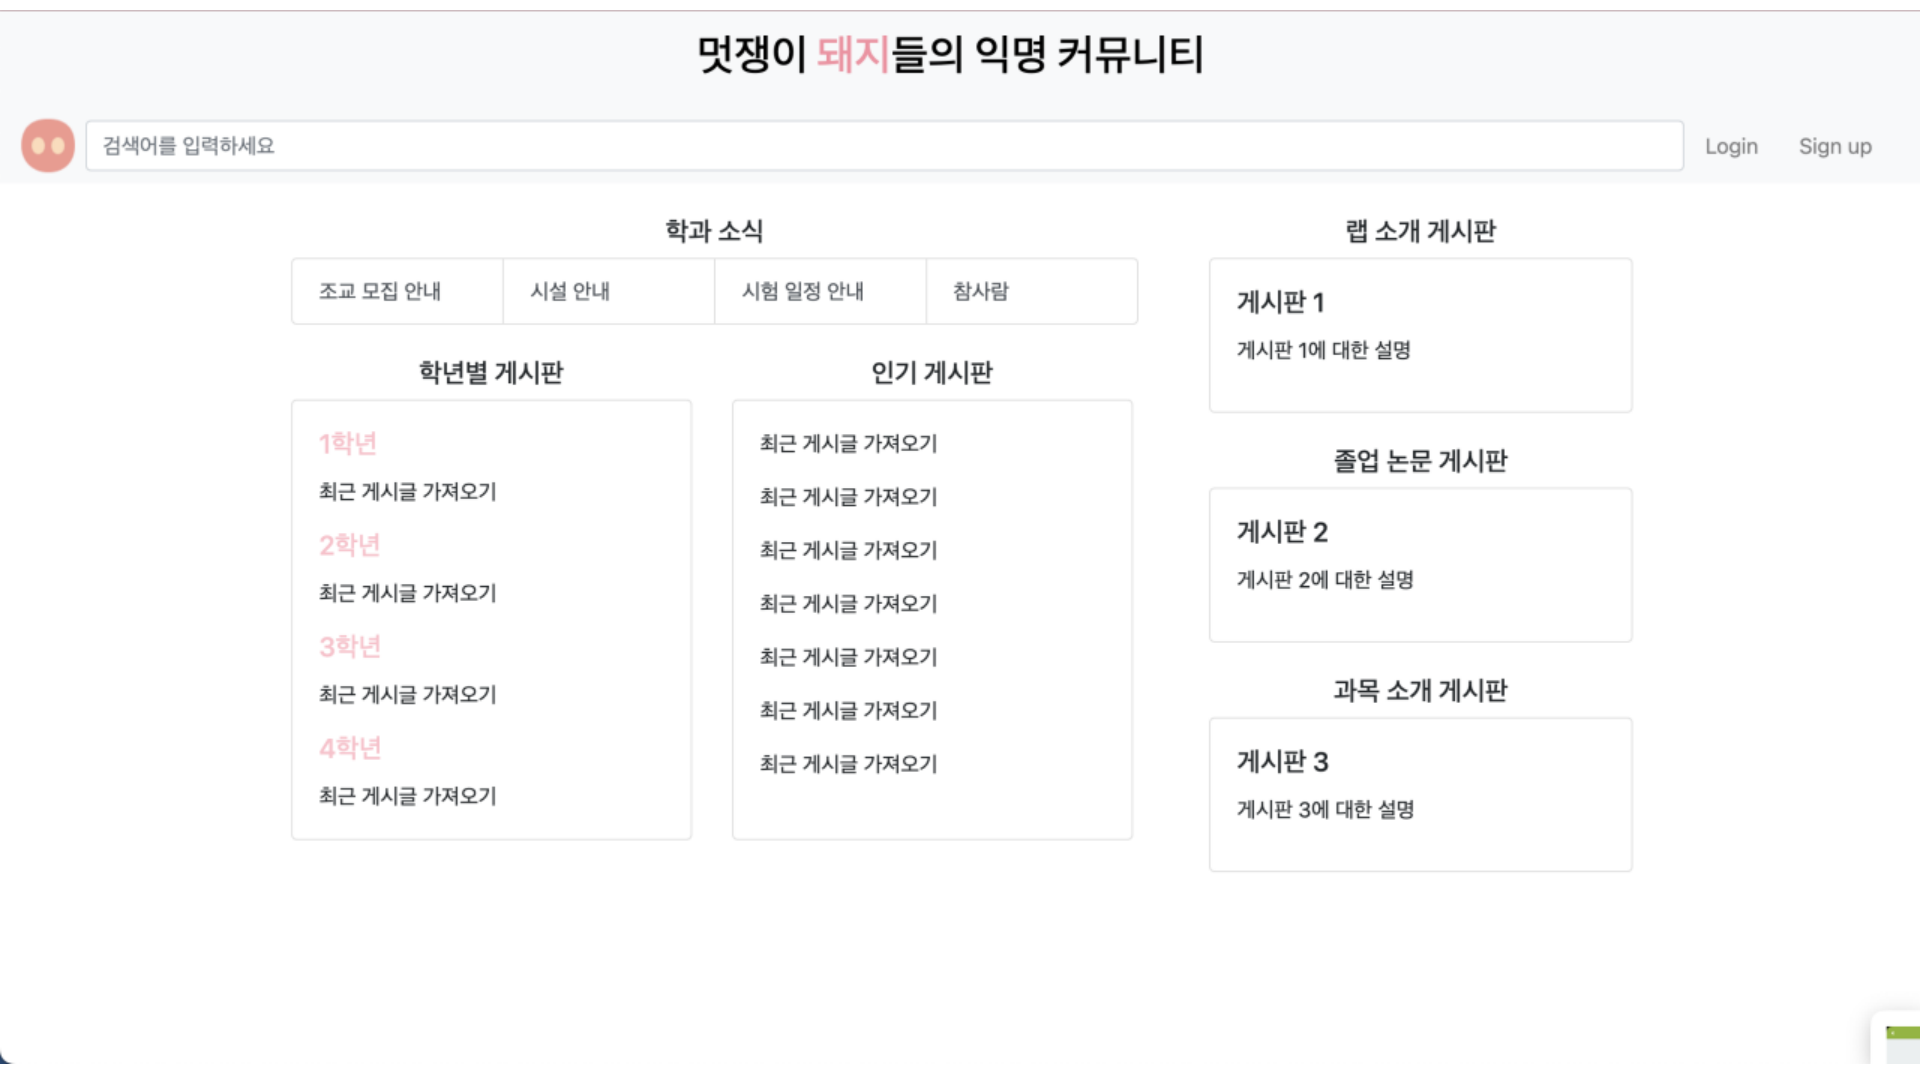 멋쟁이 돼지들의 익명 커뮤니티
검색어를 입력하세요
Login
Sign up
학과 소식
조교 모집 안내
시설 안내
시험 일정 안내
참사람
학년별 게시판
1학년
최근 게시글 가져오기
2학년
최근 게시글 가져오기
3학년
최근 게시글 가져오기
4학년
최근 게시글 가져오기
인기 게시판
최근 게시글 가져오기
최근 게시글 가져오기
최근 게시글 가져오기
최근 게시글 가져오기
최근 게시글 가져오기
최근 게시글 가져오기
최근 게시글 가져오기
랩 소개 게시판
게시판 1
게시판 1에 대한 설명
졸업 논문 게시판
게시판 2
게시판 2에 대한 설명
과목 소개 게시판
게시판 3
게시판 3에 대한 설명